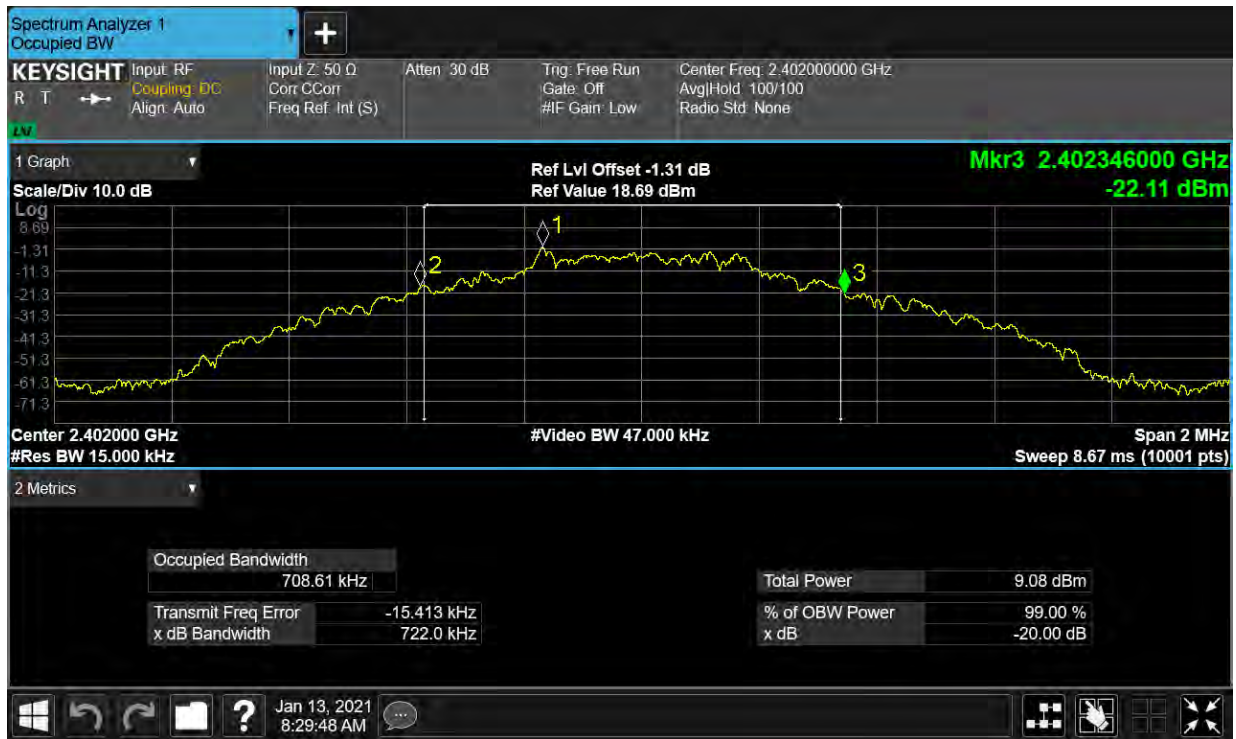 Spectrum Analyzer 1
Occupied BW
+
KEYSIGHT Input: RF Input Z: 50 Ω Atten: 30 dB Trig: Free Run Center Freq: 2.402000000 GHz
R T Coupling: DC Corr CCorr Gate: Off Avg|Hold: 100/100
Align: Auto Freq Ref: Int (S) #IF Gain: Low Radio Std: None
1 Graph
Scale/Div 10.0 dB
Ref Lvl Offset -1.31 dB
Ref Value 18.69 dBm
Mkr3 2.402346000 GHz
-22.11 dBm
Log
8.69
-1.31
-11.3
-21.3
-31.3
-41.3
-51.3
-61.3
-71.3
1
2
3
Center 2.402000 GHz #Video BW 47.000 kHz Span 2 MHz
#Res BW 15.000 kHz Sweep 8.67 ms (10001 pts)
2 Metrics
Occupied Bandwidth
708.61 kHz
Total Power 9.08 dBm
Transmit Freq Error -15.413 kHz % of OBW Power 99.00 %
x dB Bandwidth 722.0 kHz x dB -20.00 dB
? Jan 13, 2021
8:29:48 AM